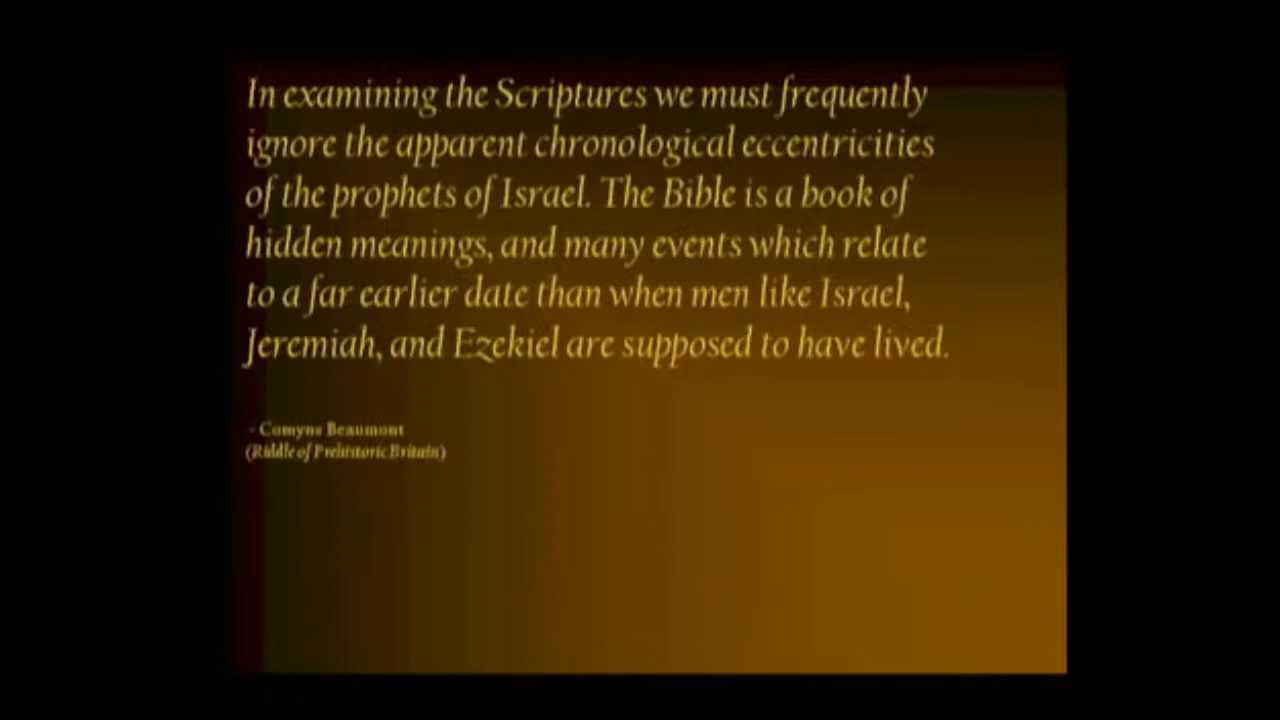 In examining the Scriptures we must frequently
ignore the apparent chronological eccentricities
of the prophets of Israel. The Bible is a book of
hidden meanings, and many events which relate
to a far earlier date than when men like Israel,
Jeremiah, and Ezekiel are supposed to have lived.
- Comyns Beaumont
(Riddle of Prehistoric Britain)